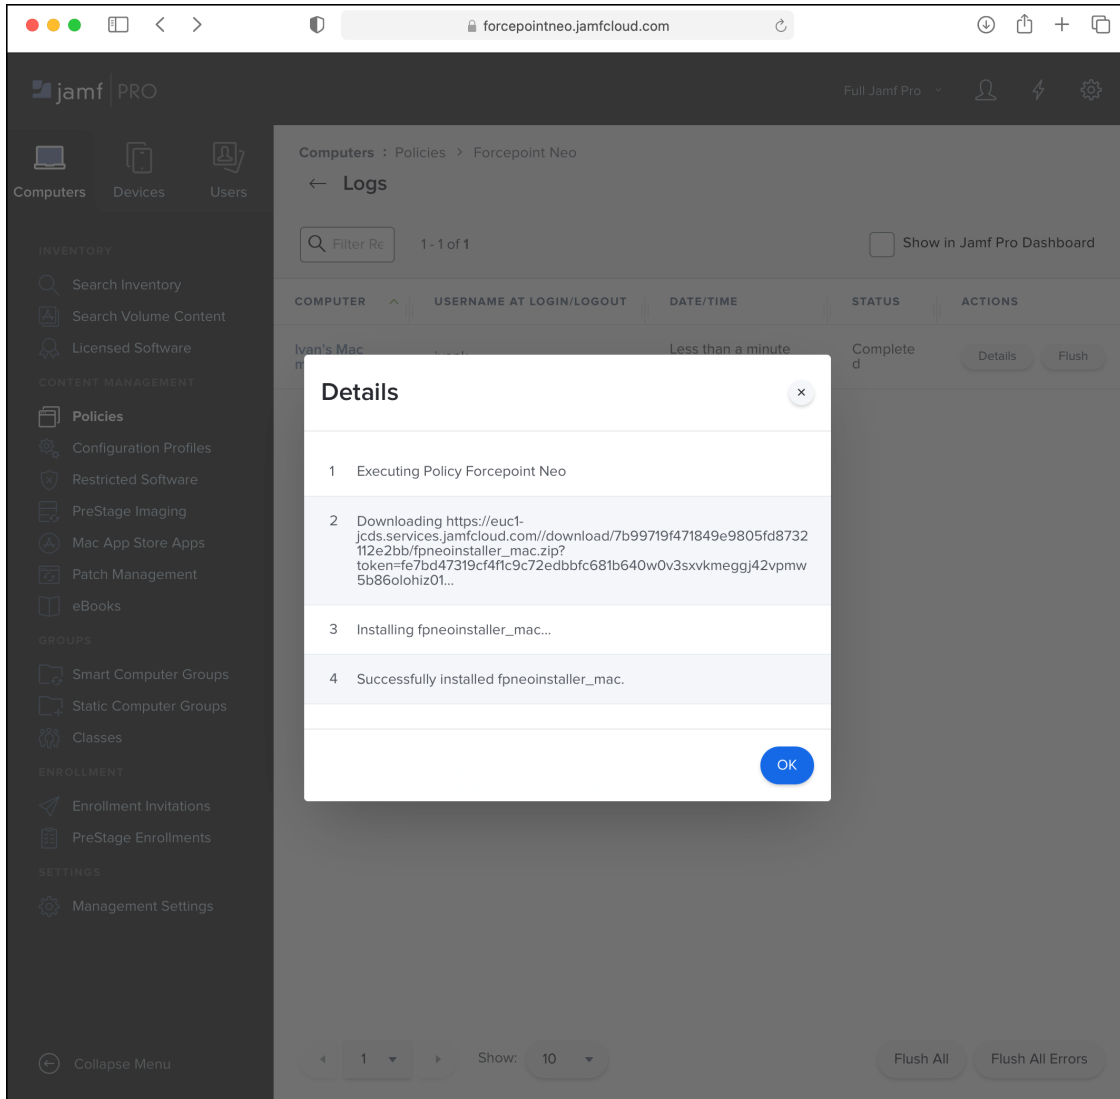 forcepointneo.jamfcloud.com
jamf PRO
Full Jamf Pro
Computers
Devices
Users
INVENTORY
Search Inventory
Search Volume Content
Licensed Software
CONTENT MANAGEMENT
Policies
Configuration Profiles
Restricted Software
PreStage Imaging
Mac App Store Apps
Patch Management
eBooks
GROUPS
Smart Computer Groups
Static Computer Groups
Classes
ENROLLMENT
Enrollment Invitations
PreStage Enrollments
SETTINGS
Management Settings
Collapse Menu
Computers : Policies > Forcepoint Neo
← Logs
Filter Re
1 - 1 of 1
Show in Jamf Pro Dashboard
COMPUTER
USERNAME AT LOGIN/LOGOUT
DATE/TIME
STATUS
ACTIONS
Ivan's Mac
Less than a minute
Complete
d
Details
Flush
Details
1 Executing Policy Forcepoint Neo
2 Downloading https://euc1-
jcds.services.jamfcloud.com//download/7b99719f471849e9805fd8732
112e2bb/fpneoinstaller_mac.zip?
token=fe7bd47319cf4f1c9c72edbbfc681b640w0v3sxvkmeggj42vpmw
5b86olohiz01...
3 Installing fpneoinstaller_mac...
4 Successfully installed fpneoinstaller_mac.
OK
1
Show: 10
Flush All
Flush All Errors